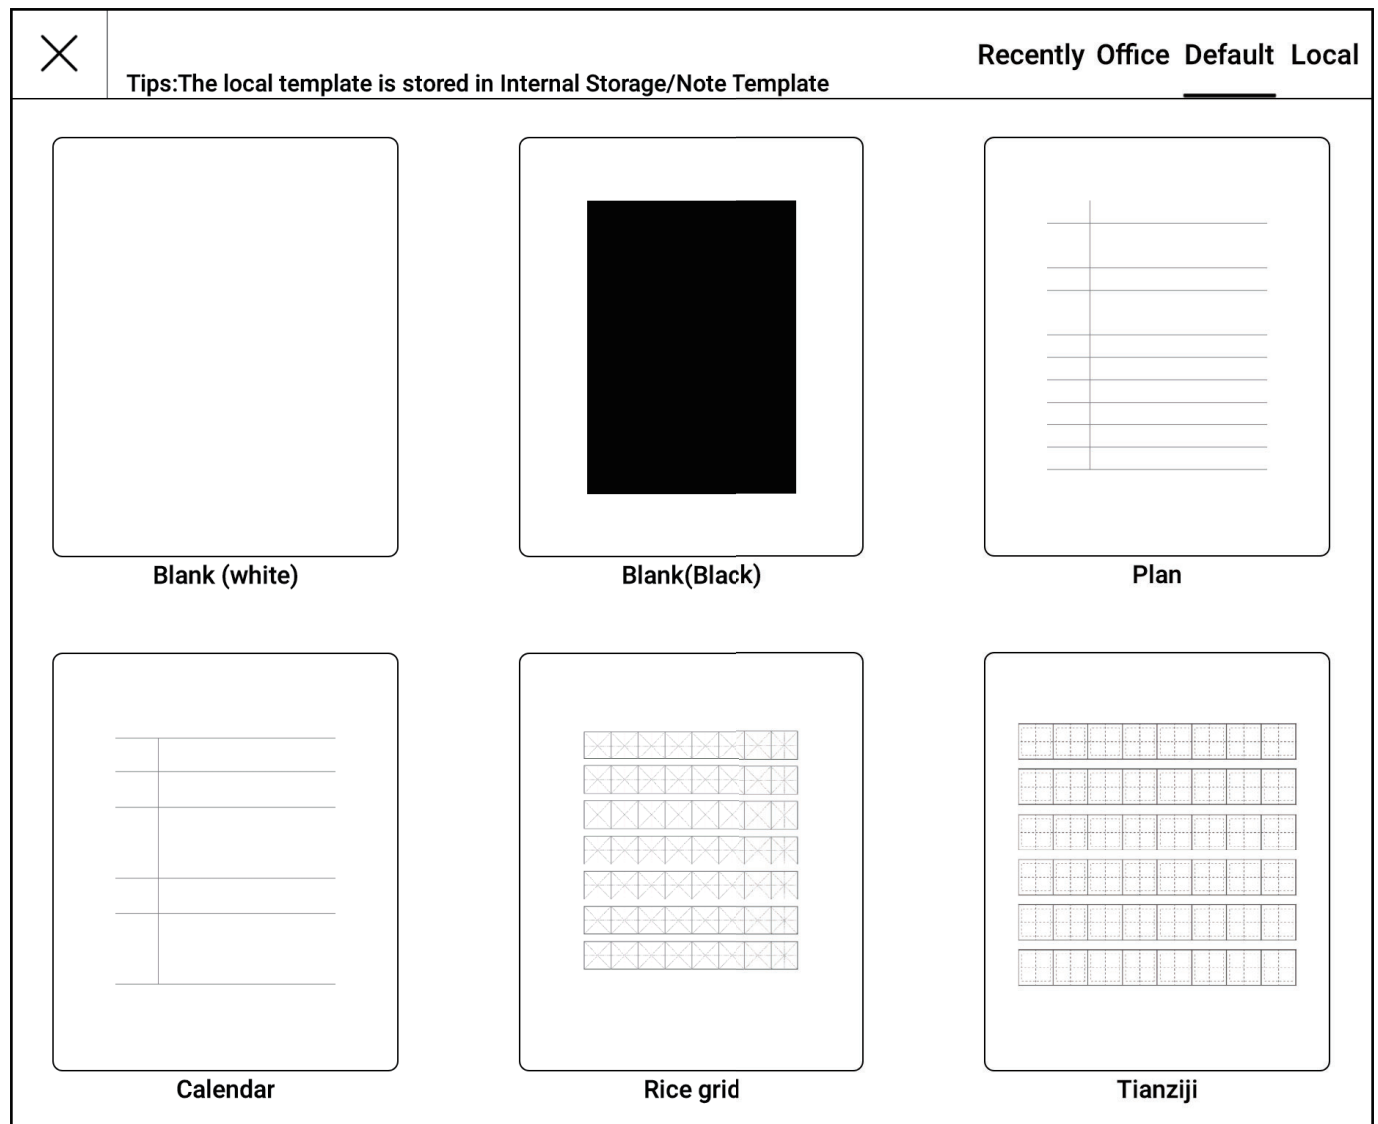 Recently Office Default Local
Tips:The local template is stored in Internal Storage/Note Template
Blank (white)
Blank(Black)
Plan
Calendar
Rice grid
Tianziji